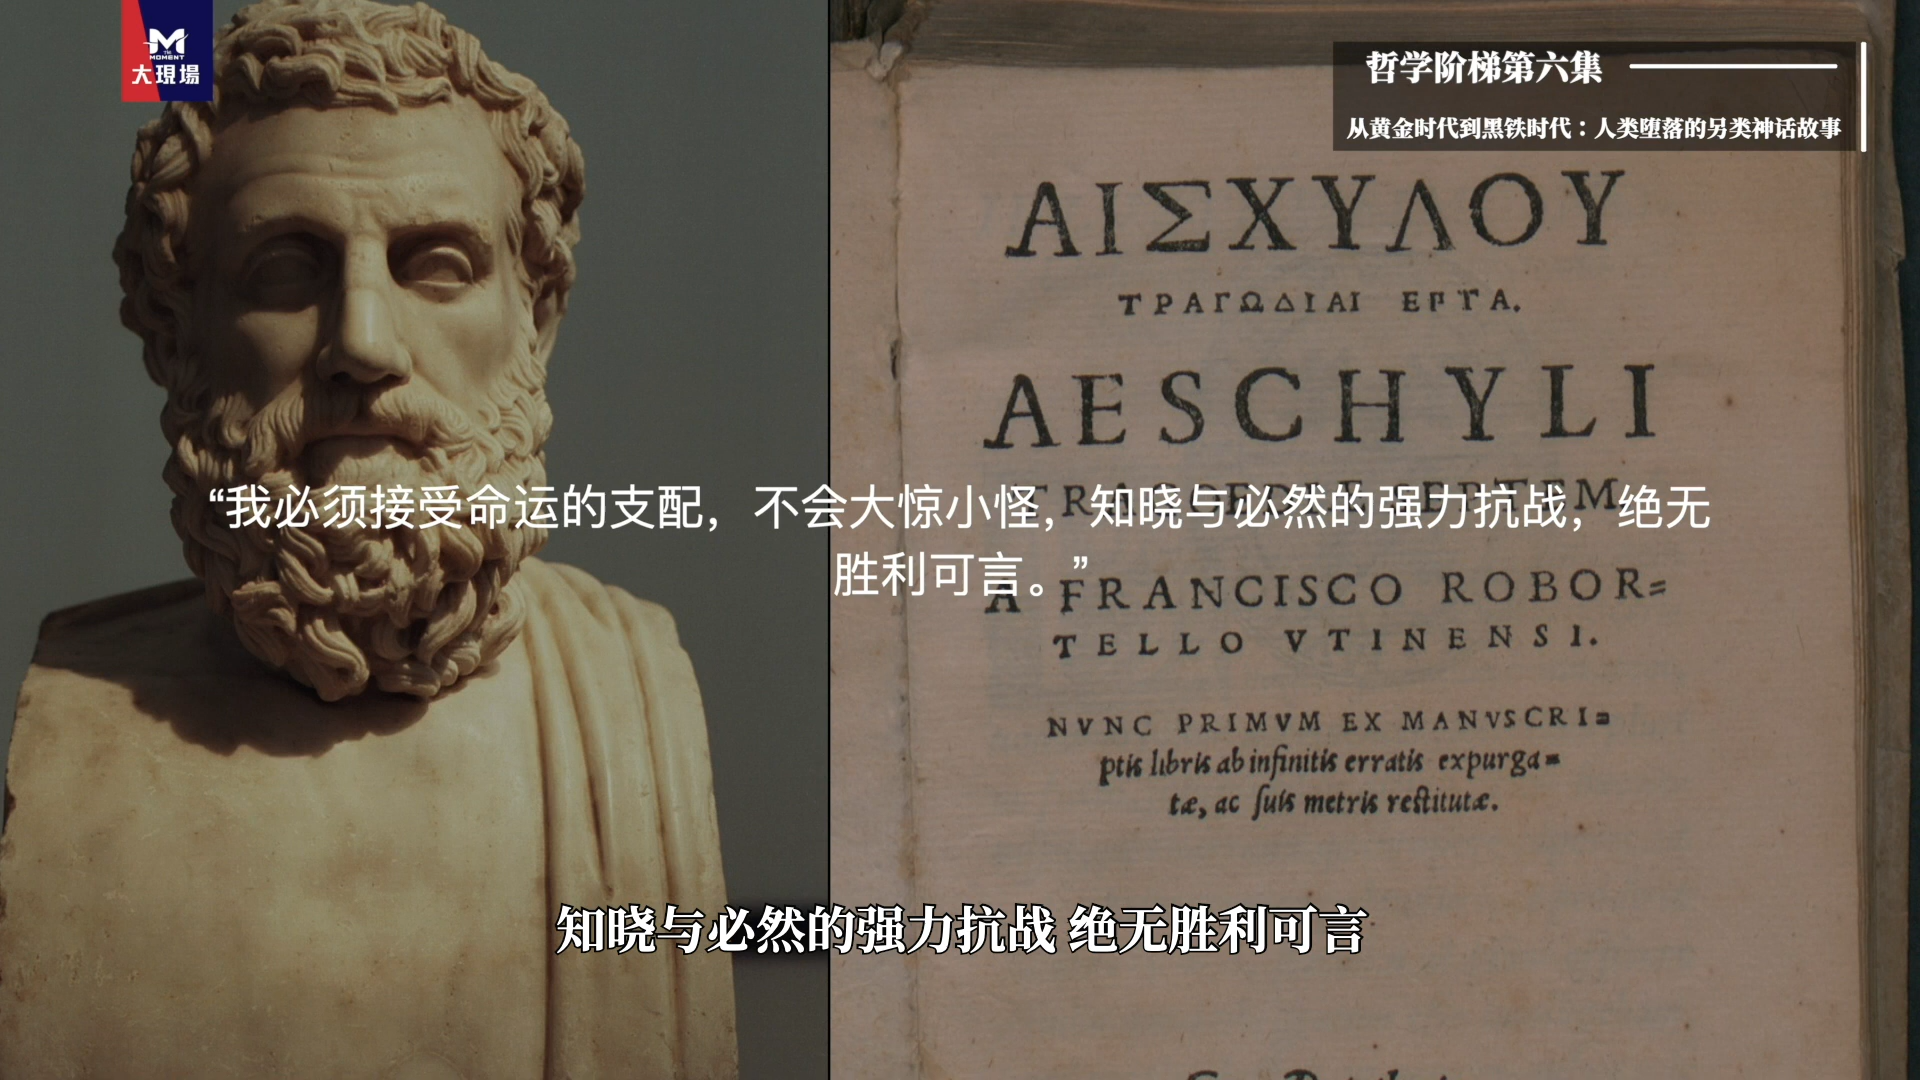 M
THE
MOMENT
大現場
哲学阶梯第六集
从黄金时代到黑铁时代：人类堕落的另类神话故事
ΑΙΣΧΥΛΟΥ
ΤΡΑΓΩΔΙΑΙ ΕΠΤΑ.
AESCHYLI
“我必须接受命运的支配，不会大惊小怪，知晓与必然的强力抗战，绝无
胜利可言。”
A FRANCISCO ROBOR=
TELLO VTINENSI.
NVNC PRIMVM EX MANVSCRI=
ptis libris ab infinitis erratis expurga=
tæ, ac ſuis metris reſtitutæ.
知晓与必然的强力抗战 绝无胜利可言